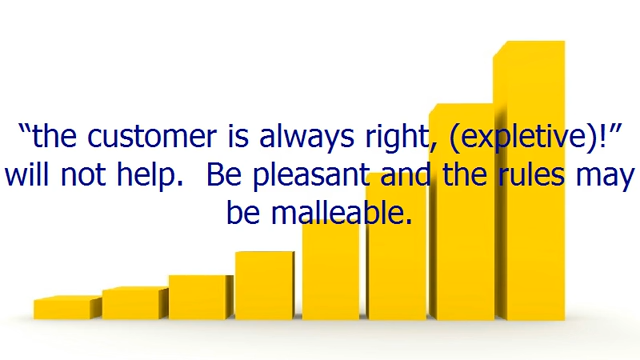 “the customer is always right, (expletive)!”
will not help.  Be pleasant and the rules may
be malleable.